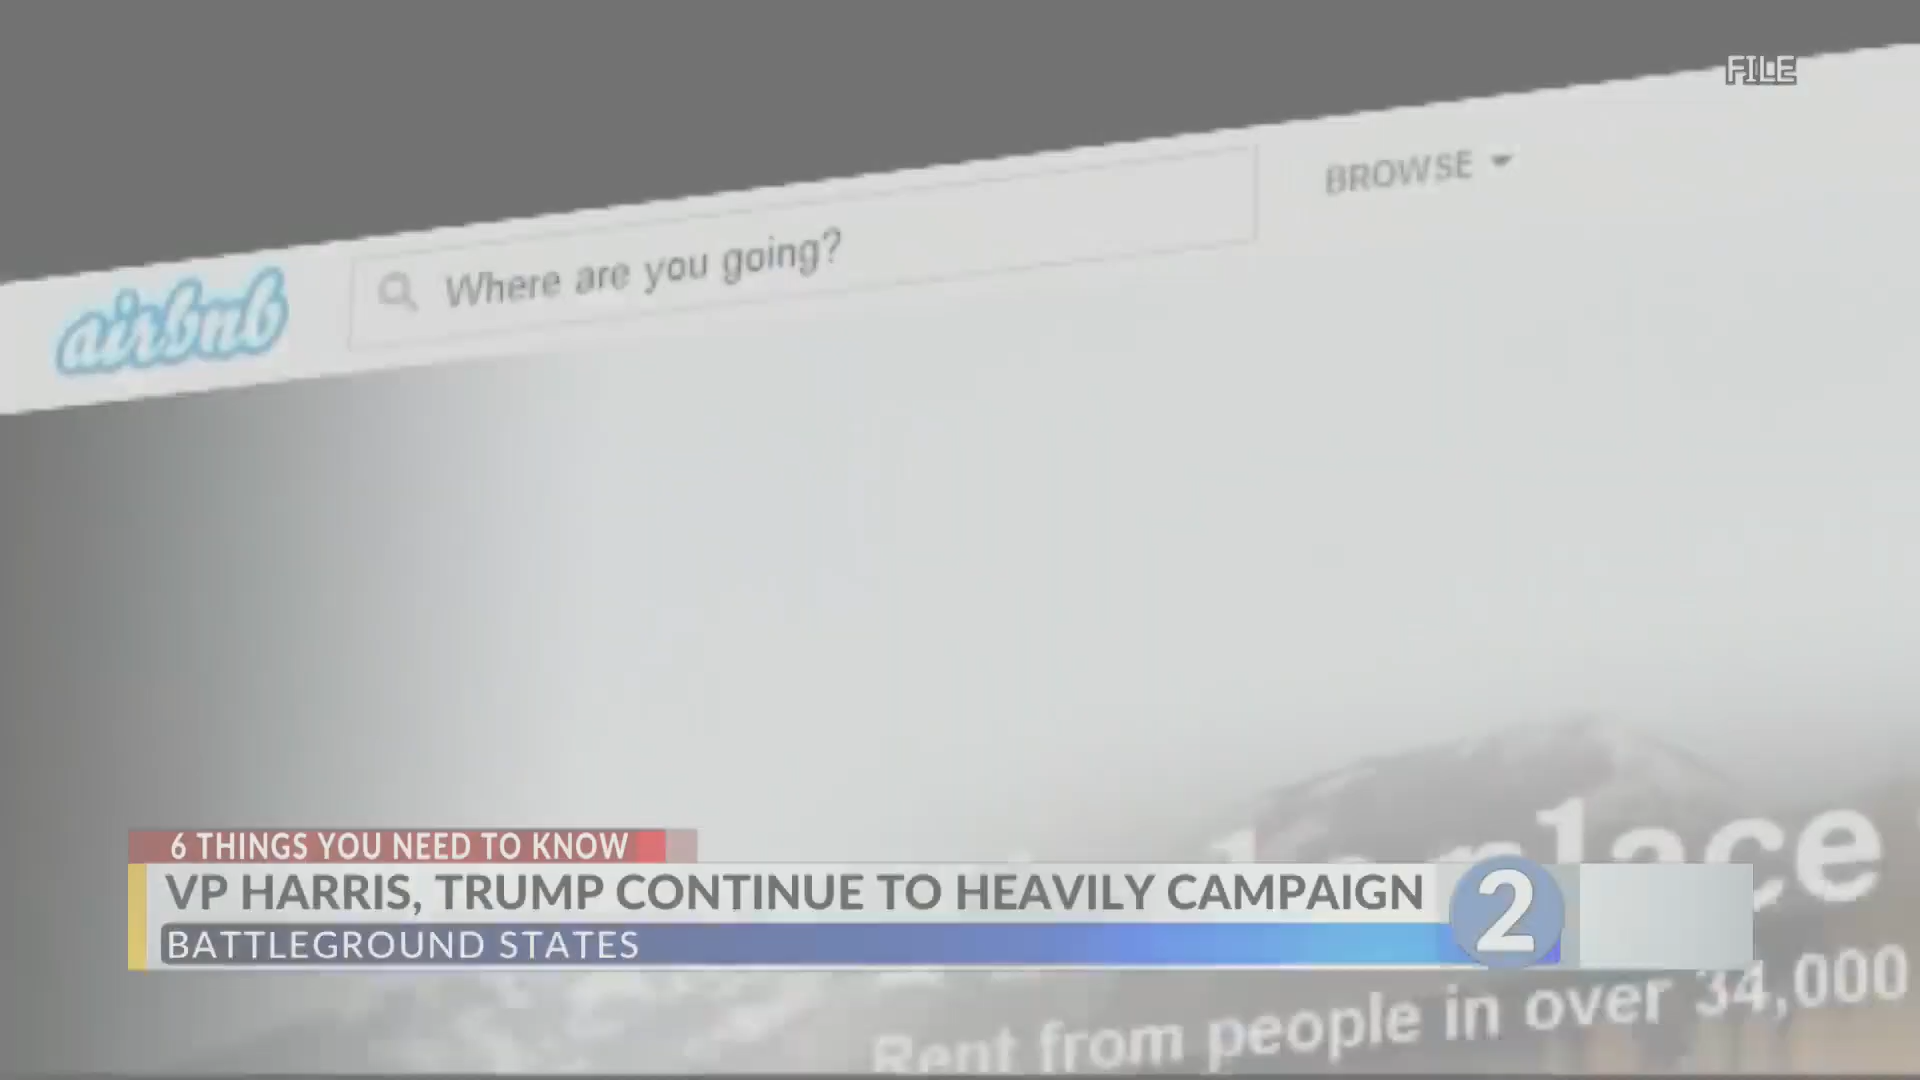 FILE
BROWSE
airbnb
Where are you going?
place
6 THINGS YOU NEED TO KNOW
VP HARRIS, TRUMP CONTINUE TO HEAVILY CAMPAIGN
2
BATTLEGROUND STATES
Rent from people in over 34,000